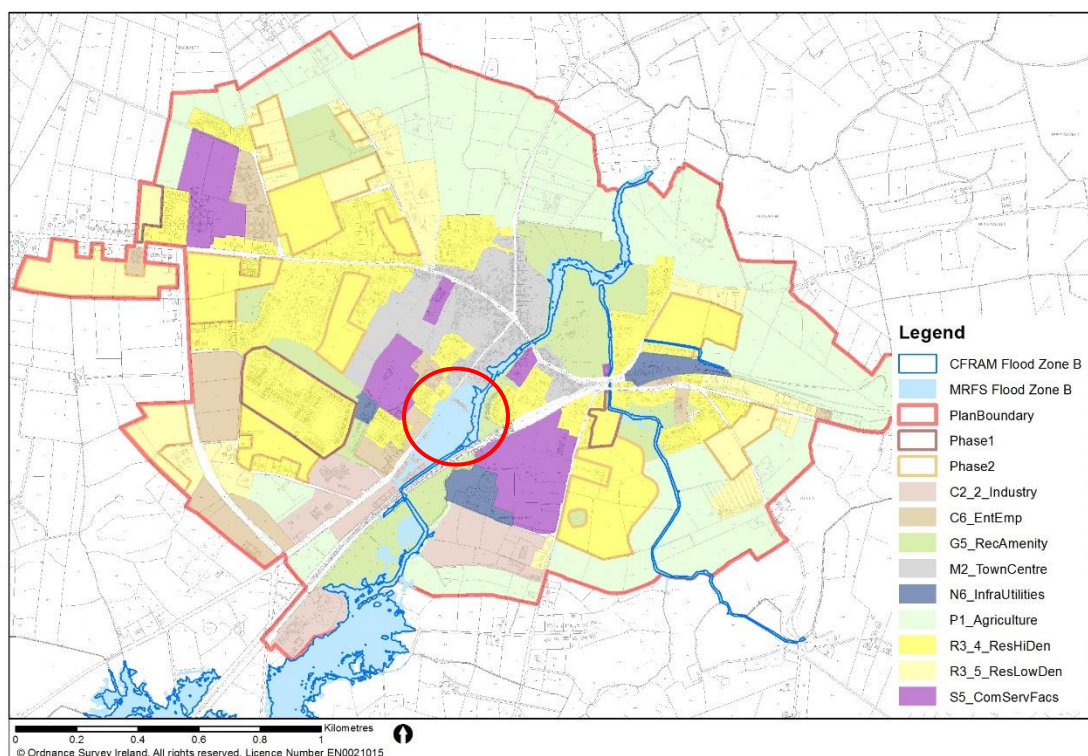 Legend
CFRAM Flood Zone B
MRFS Flood Zone B
PlanBoundary
Phase1
Phase2
C2_2_Industry
C6_EntEmp
G5_RecAmenity
M2_TownCentre
N6_InfraUtilities
P1_Agriculture
R3_4_ResHiDen
R3_5_ResLowDen
S5_ComServFacs
Kilometres
0 0.2 0.4 0.6 0.8 1
© Ordnance Survey Ireland. All rights reserved. Licence Number EN0021015